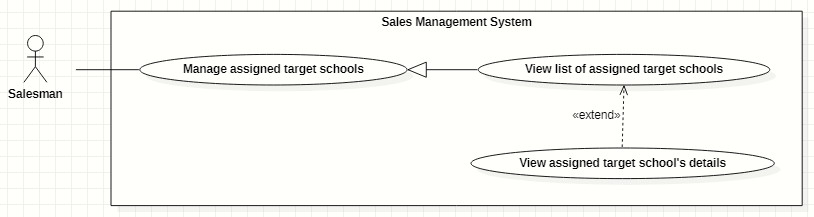 Sales Management System
Salesman
Manage assigned target schools
View list of assigned target schools
«extend»
View assigned target school's details